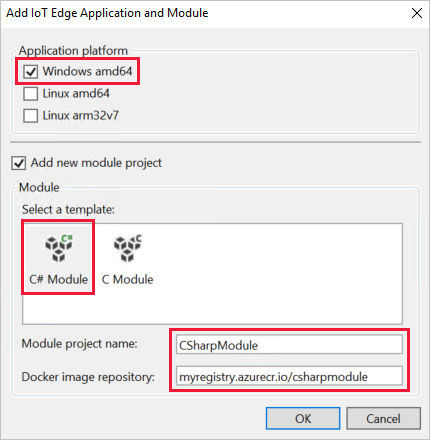 Add IoT Edge Application and Module
Application platform
Windows amd64
Linux amd64
Linux arm32v7
Add new module project
Module
Select a template:
C#
C
C# Module
C Module
Module project name:
CSharpModule
Docker image repository:
myregistry.azurecr.io/csharpmodule
OK
Cancel